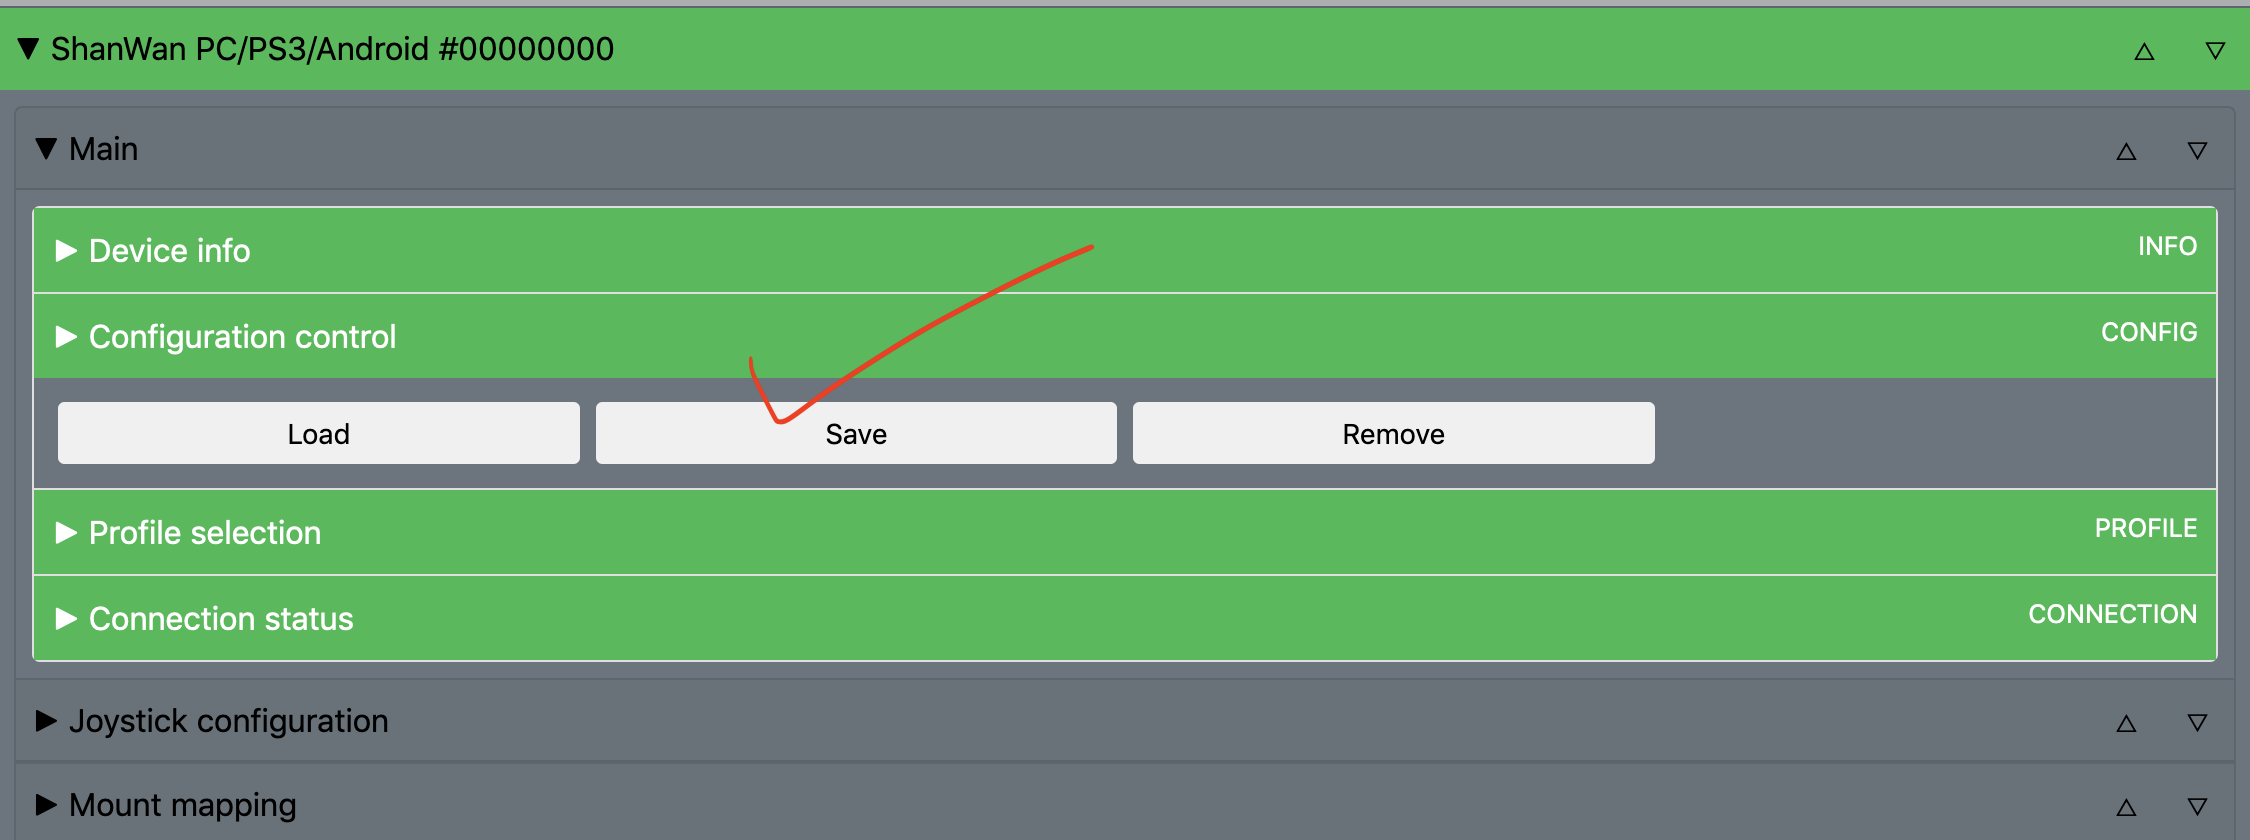 ShanWan PC/PS3/Android #00000000
Main
Device info INFO
Configuration control CONFIG
Load Save Remove
Profile selection PROFILE
Connection status CONNECTION
Joystick configuration
Mount mapping